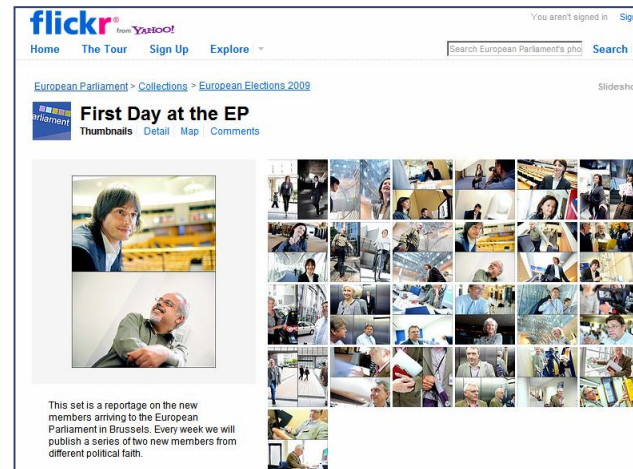 flickr from YAHOO!
You aren't signed in Sig
Home The Tour Sign Up Explore
Search European Parliament's pho Search
European Parliament > Collections > European Elections 2009
Slidesho
arliament
First Day at the EP
Thumbnails Detail Map Comments
This set is a reportage on the new
members arriving to the European
Parliament in Brussels. Every week we will
publish a series of two new members from
different political faith.